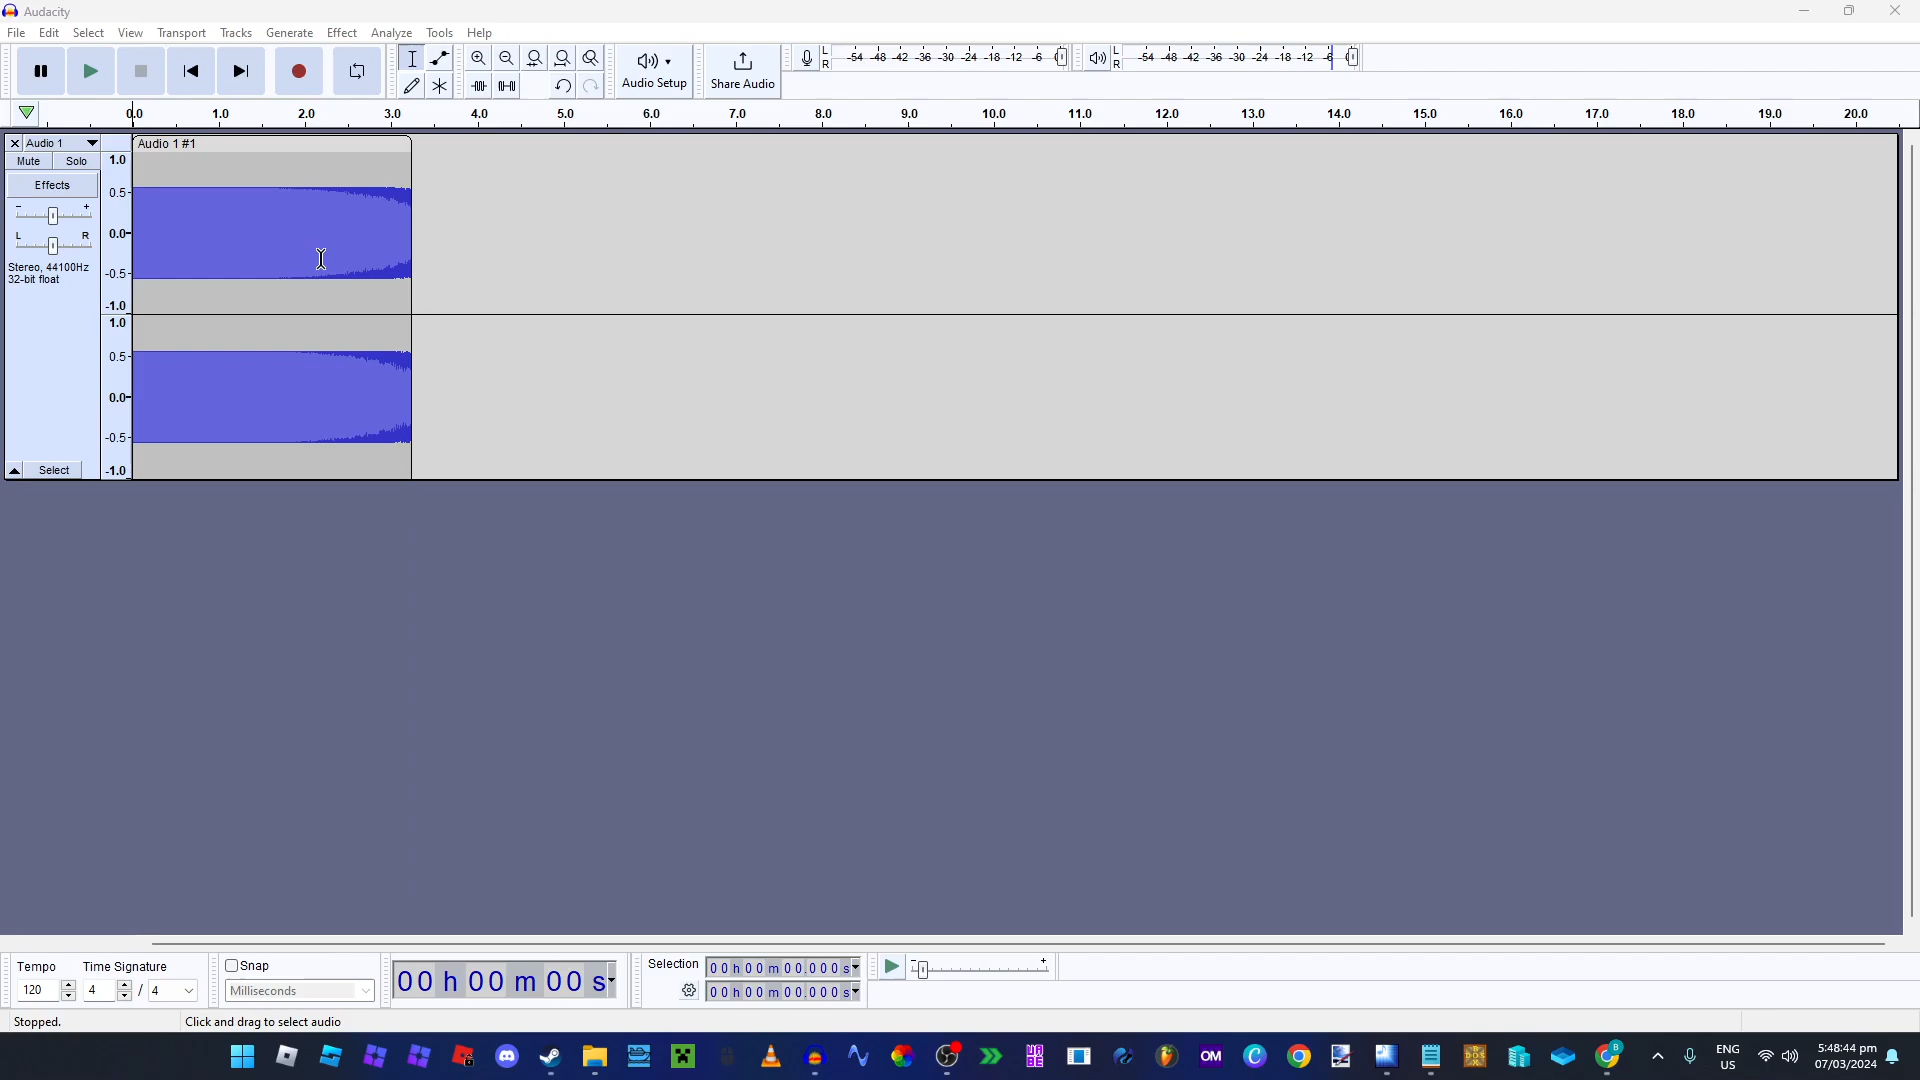 Audacity
File Edit Select View Transport Tracks Generate Effect Analyze Tools Help
Audio Setup
Share Audio
L R -54 -48 -42 -36 -30 -24 -18 -12 -6 0
L R -54 -48 -42 -36 -30 -24 -18 -12 -6 0
0.0 1.0 2.0 3.0 4.0 5.0 6.0 7.0 8.0 9.0 10.0 11.0 12.0 13.0 14.0 15.0 16.0 17.0 18.0 19.0 20.0
Audio 1
Audio 1 #1
Mute Solo
Effects
- +
L R
Stereo, 44100Hz
32-bit float
Select
1.0
0.5
0.0
-0.5
-1.0
1.0
0.5
0.0
-0.5
-1.0
Tempo
120
Time Signature
4 / 4
Snap
Milliseconds
00 h 00 m 00 s
Selection
00 h 00 m 00.000 s
00 h 00 m 00.000 s
- +
Stopped.
Click and drag to select audio
OM
DOS
B
ENG
US
5:48:44 pm
07/03/2024